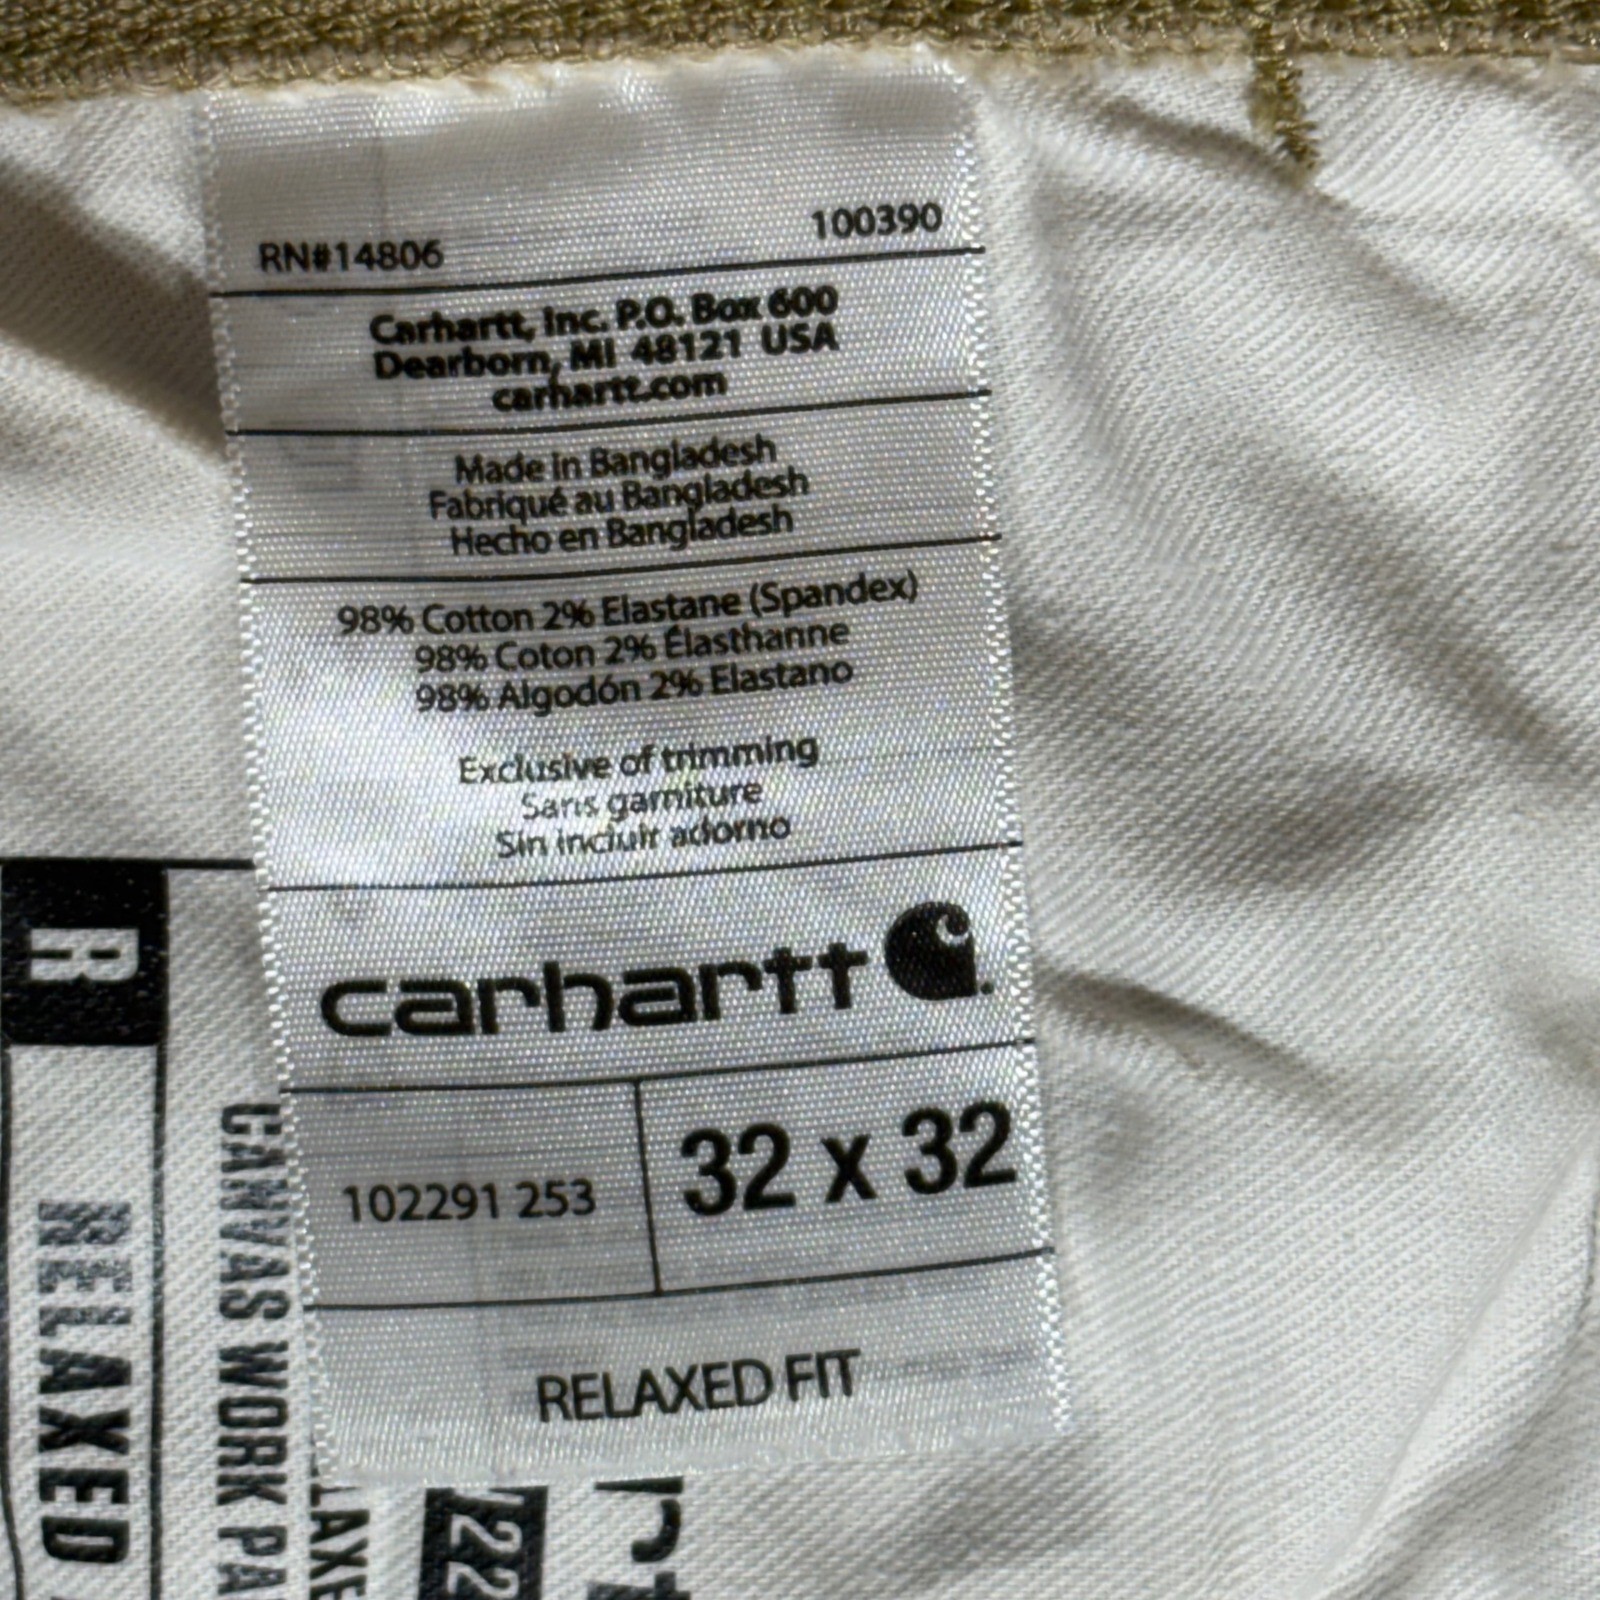 RN#14806
100390
Carhartt, Inc. P.O. Box 600
Dearborn, MI 48121 USA
carhartt.com
Made in Bangladesh
Fabriqué au Bangladesh
Hecho en Bangladesh
98% Cotton 2% Elastane (Spandex)
98% Coton 2% Élasthanne
98% Algodón 2% Elastano
Exclusive of trimming
Sans garniture
Sin incluir adorno
carhartt
102291 253
32 x 32
RELAXED FIT
R
RELAXED
CANVAS WORK